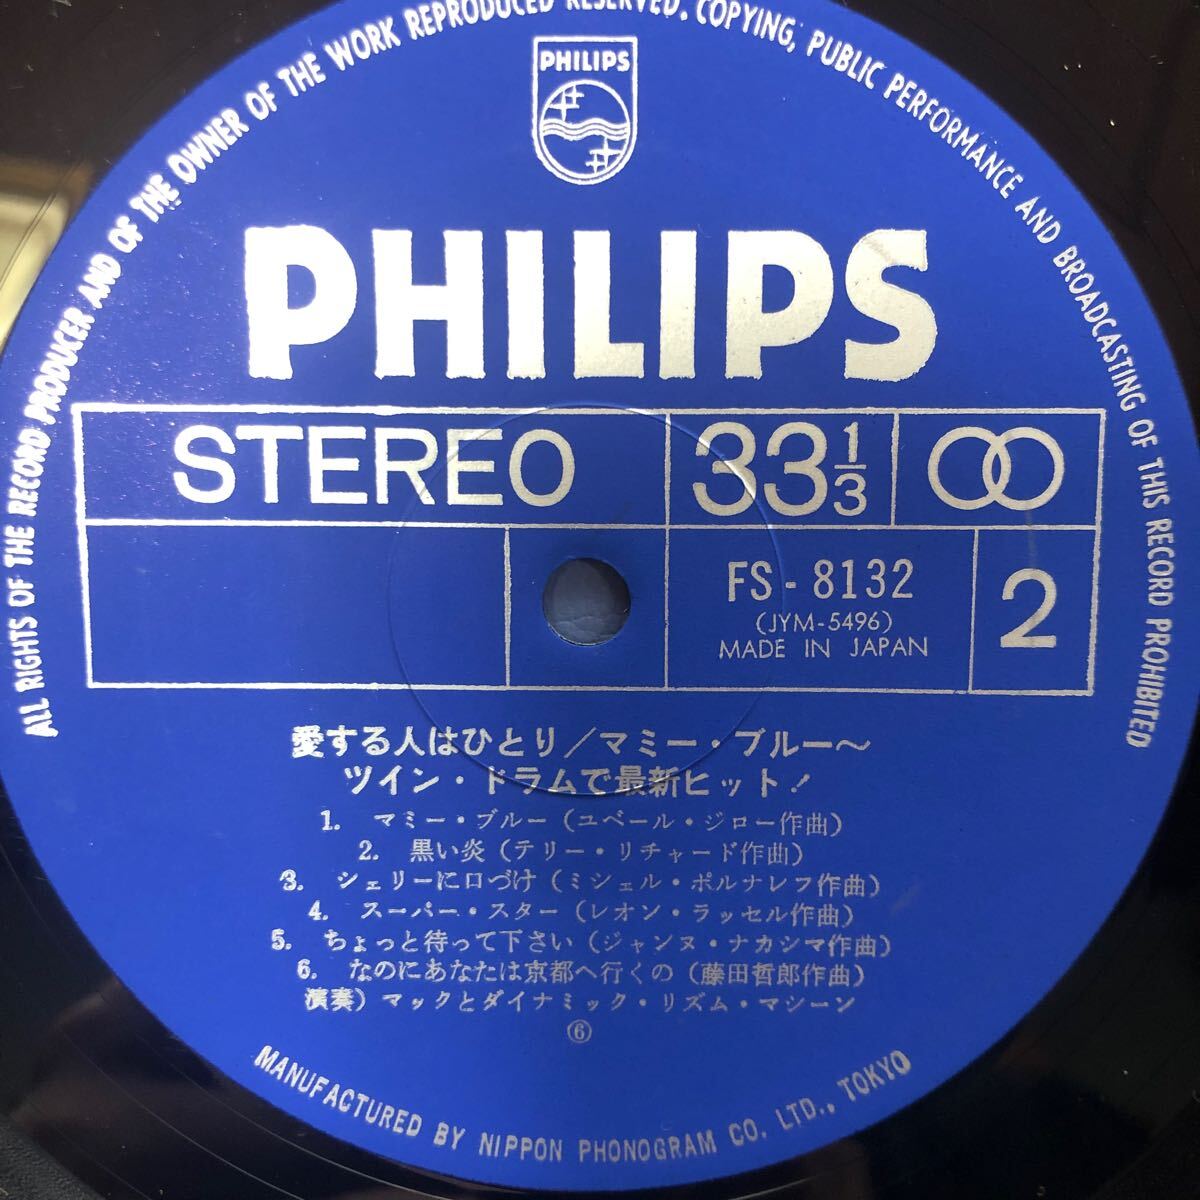 ALL RIGHTS OF THE RECORD PRODUCER AND OF THE OWNER OF THE WORK REPRODUCED RESERVED. COPYING, PUBLIC PERFORMANCE AND BROADCASTING OF THIS RECORD PROHIBITED
PHILIPS
PHILIPS
STEREO
33 1/3
FS-8132
(JYM-5496)
MADE IN JAPAN
2
愛する人はひとり/マミー・ブルー〜
ツイン・ドラムで最新ヒット!
1. マミー・ブルー(ユベール・ジロー作曲)
2. 黒い炎(テリー・リチャード作曲)
3. シェリーに口づけ(ミシェル・ポルナレフ作曲)
4. スーパー・スター(レオン・ラッセル作曲)
5. ちょっと待って下さい(ジャンヌ・ナカシマ作曲)
6. なのにあなたは京都へ行くの(藤田哲郎作曲)
演奏)マックとダイナミック・リズム・マシーン
⑥
MANUFACTURED BY NIPPON PHONOGRAM CO. LTD., TOKYO